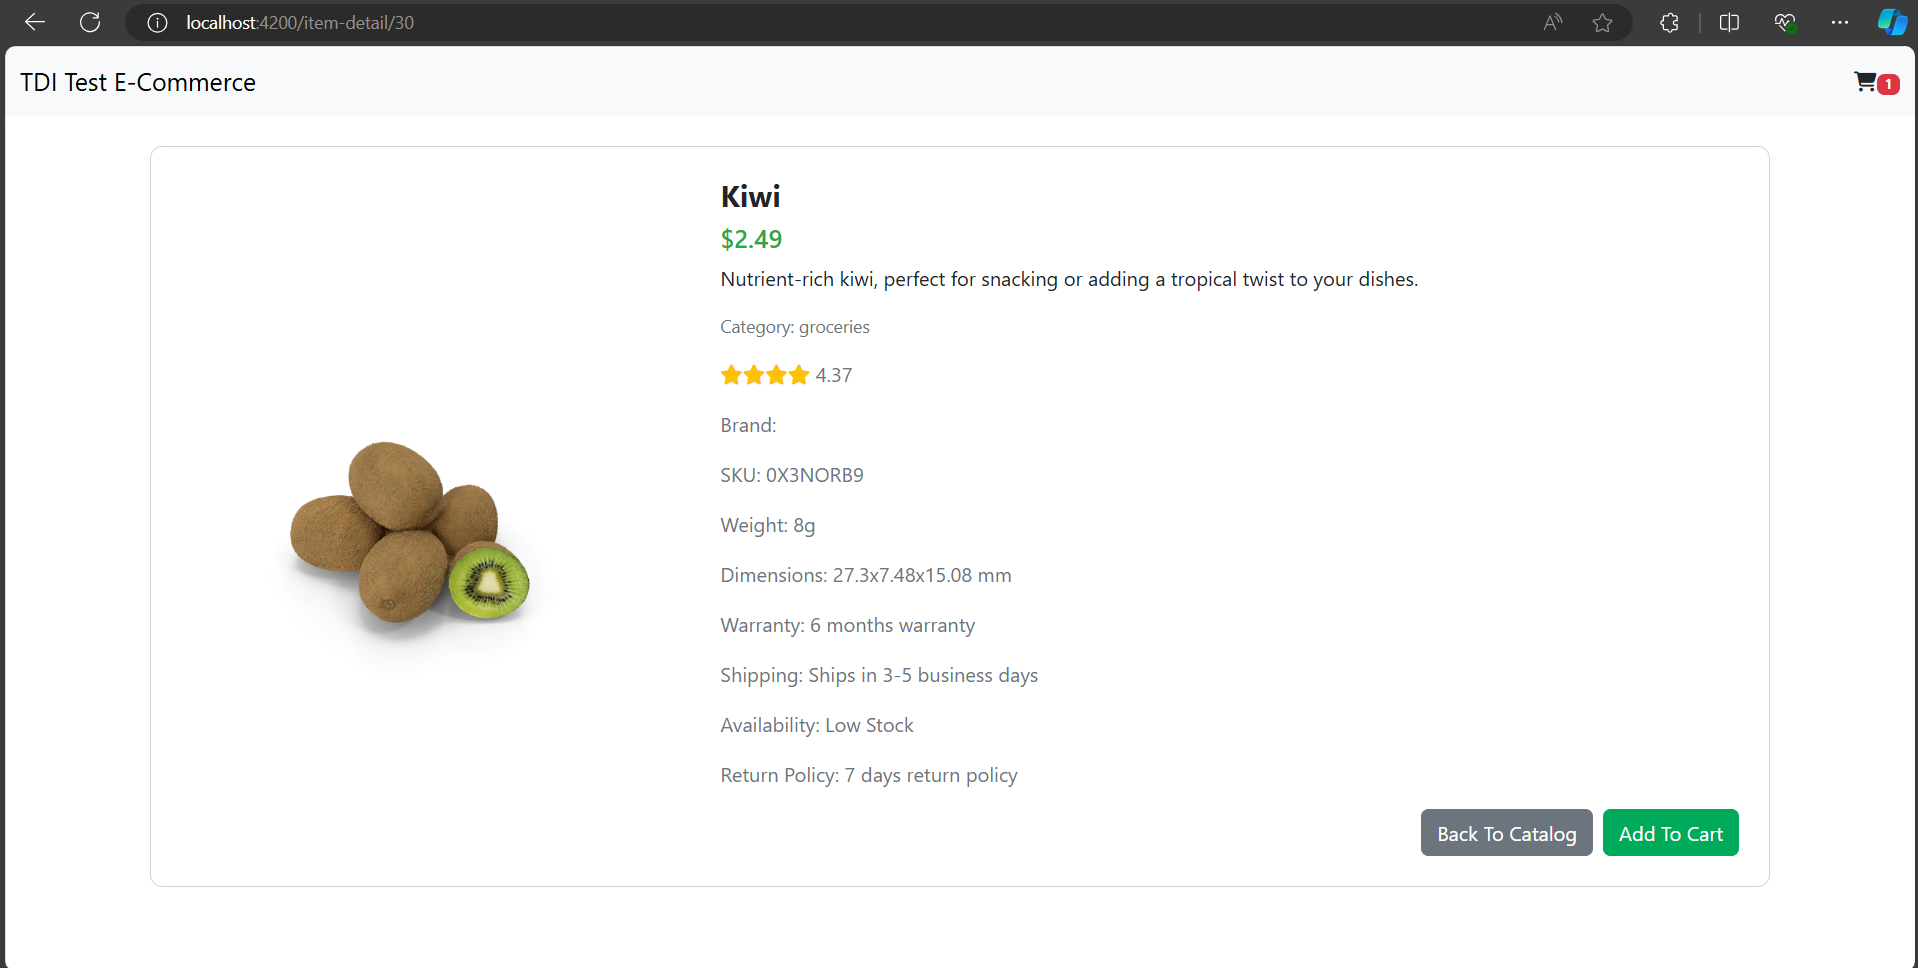 localhost:4200/item-detail/30
TDI Test E-Commerce
1
Kiwi
$2.49
Nutrient-rich kiwi, perfect for snacking or adding a tropical twist to your dishes.
Category: groceries
4.37
Brand:
SKU: 0X3NORB9
Weight: 8g
Dimensions: 27.3x7.48x15.08 mm
Warranty: 6 months warranty
Shipping: Ships in 3-5 business days
Availability: Low Stock
Return Policy: 7 days return policy
Back To Catalog Add To Cart